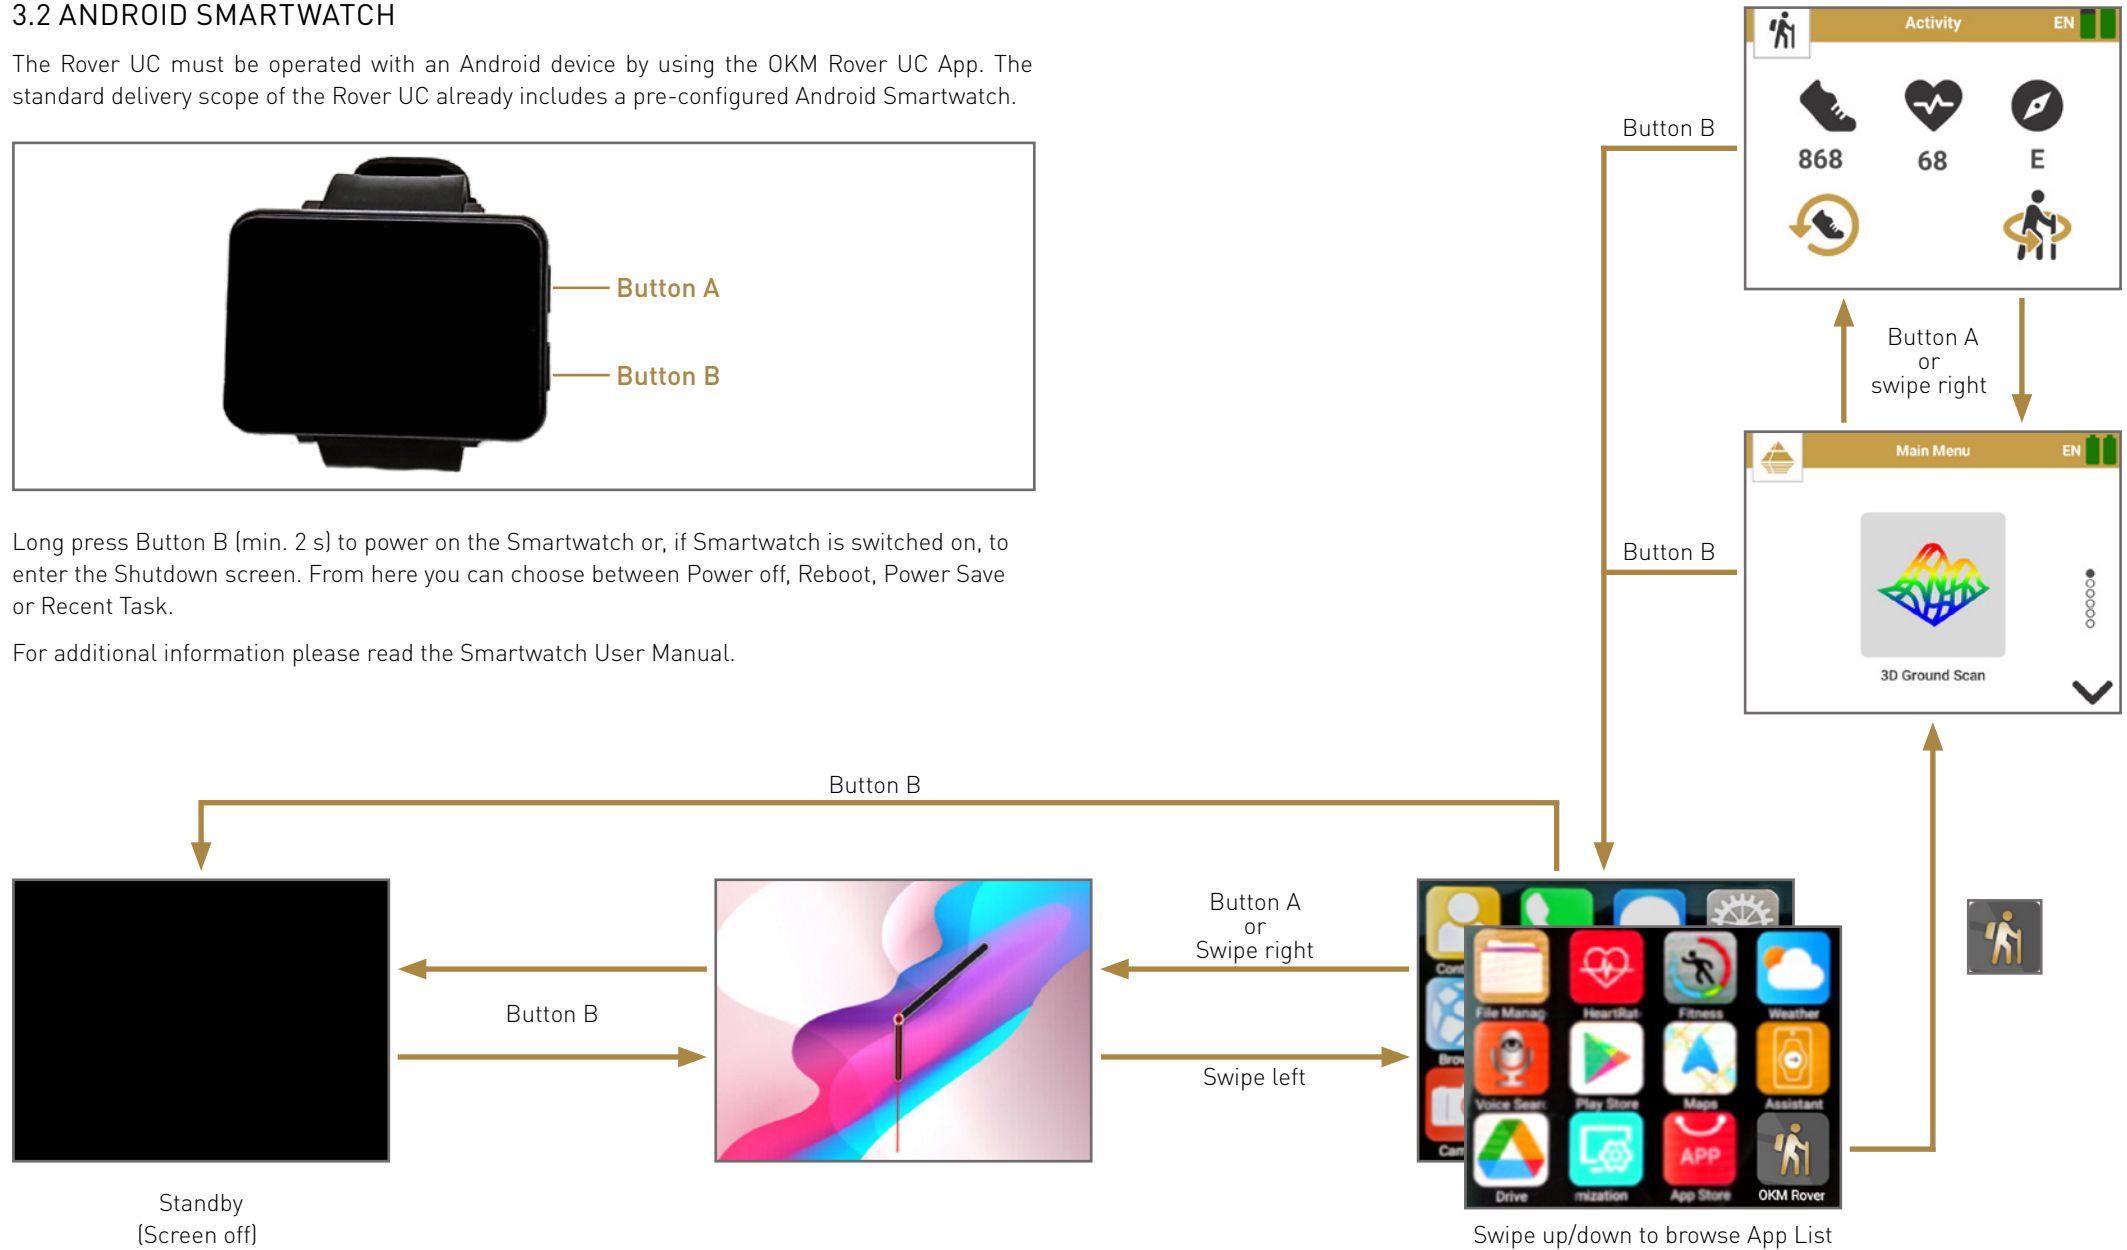 3.2 ANDROID SMARTWATCH
The Rover UC must be operated with an Android device by using the OKM Rover UC App. The
standard delivery scope of the Rover UC already includes a pre-configured Android Smartwatch.
Button A
Button B
Long press Button B (min. 2 s) to power on the Smartwatch or, if Smartwatch is switched on, to
enter the Shutdown screen. From here you can choose between Power off, Reboot, Power Save
or Recent Task.
For additional information please read the Smartwatch User Manual.
Activity EN
868 68 E
Button B
Button A
or
swipe right
Main Menu EN
3D Ground Scan
Button B
Button B
Button B
Button A
or
Swipe right
Swipe left
Cont
Brow
Cam
File Manag HeartRat Fitness Weather
Voice Sear Play Store Maps Assistant
APP
Drive mization App Store OKM Rover
Standby
(Screen off)
Swipe up/down to browse App List